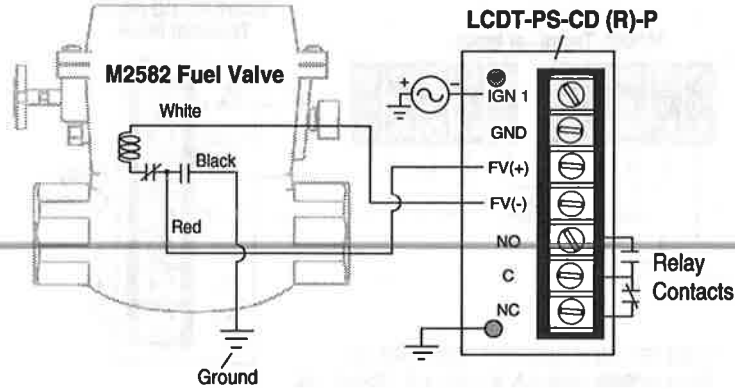 LCDT-PS-CD (R)-P
M2582 Fuel Valve
White
Black
Red
Ground
+
-
IGN 1
GND
FV(+)
FV(-)
NO
C
NC
Relay
Contacts